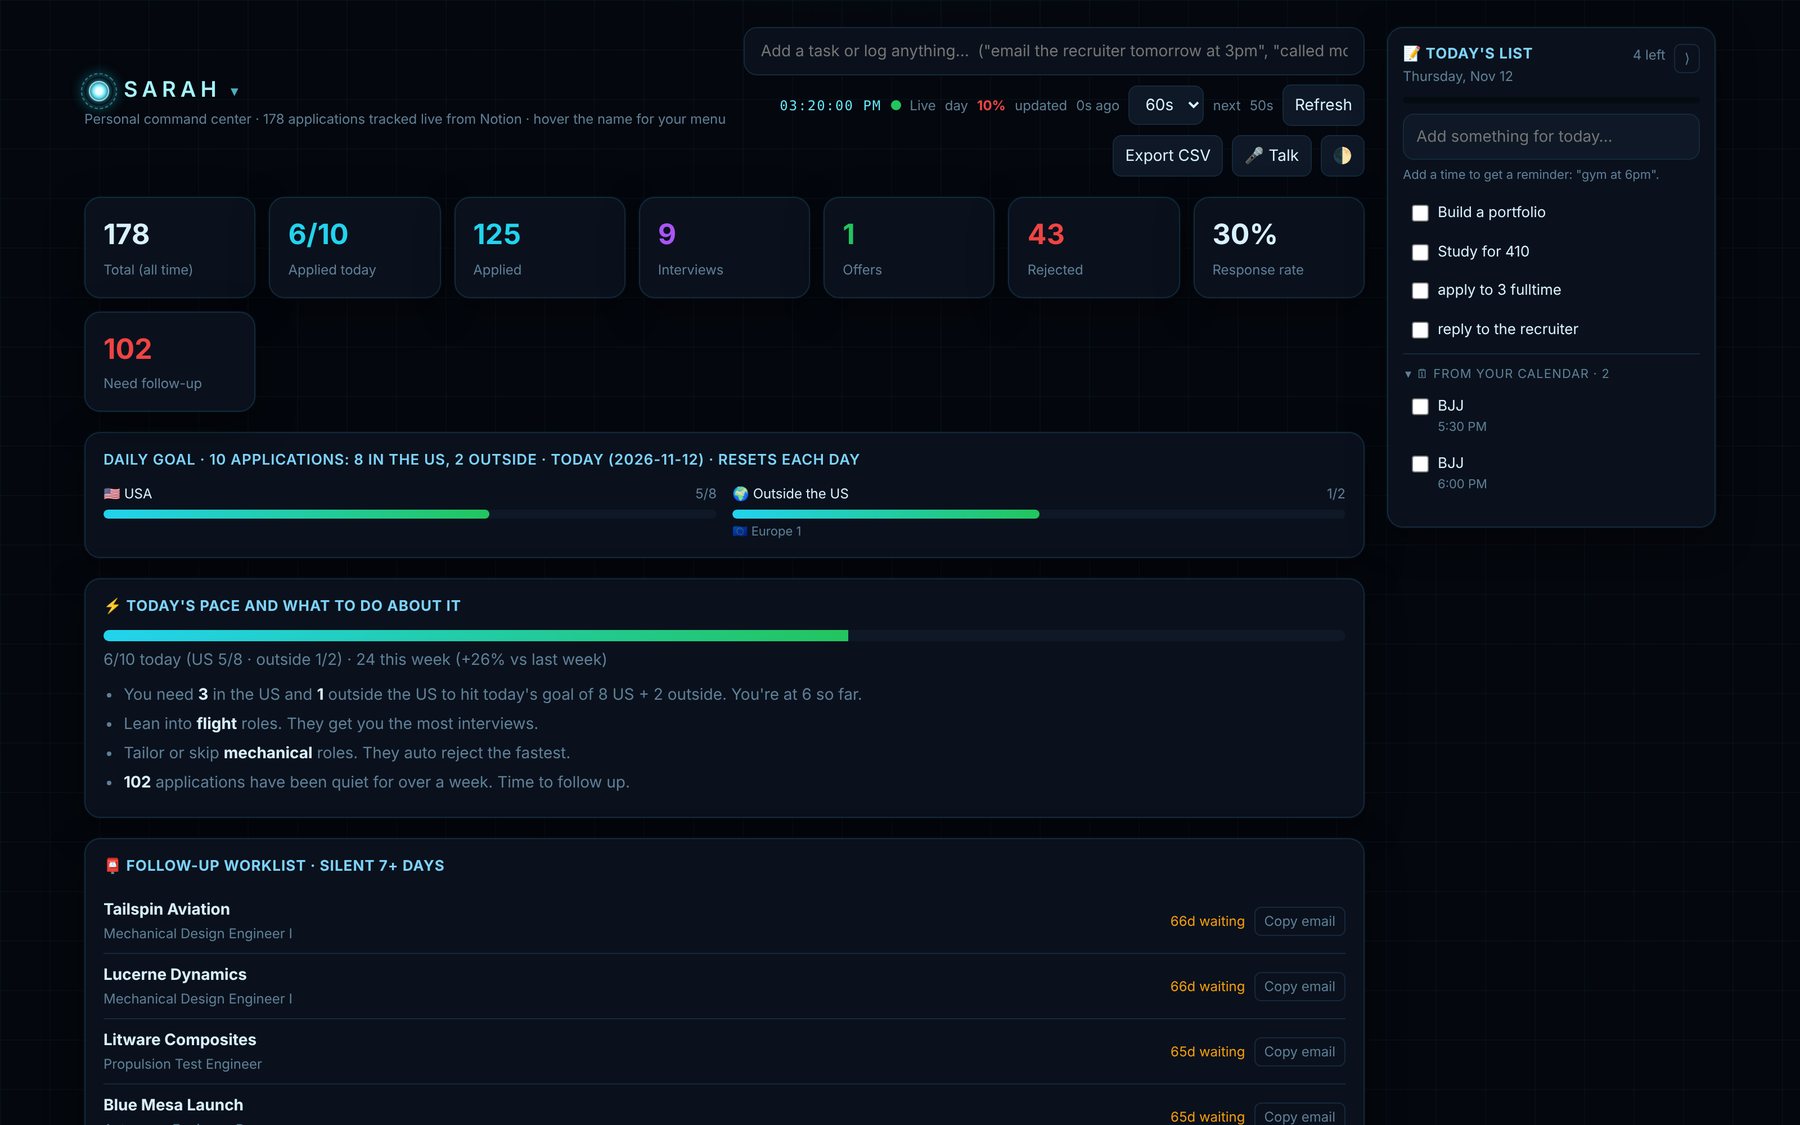 SARAH ▾
Personal command center · 178 applications tracked live from Notion · hover the name for your menu
Add a task or log anything... ("email the recruiter tomorrow at 3pm", "called mc
03:20:00 PM Live day 10% updated 0s ago 60s next 50s Refresh
Export CSV 🎤 Talk 🌓
178
Total (all time)
6/10
Applied today
125
Applied
9
Interviews
1
Offers
43
Rejected
30%
Response rate
102
Need follow-up
DAILY GOAL · 10 APPLICATIONS: 8 IN THE US, 2 OUTSIDE · TODAY (2026-11-12) · RESETS EACH DAY
🇺🇸 USA 5/8
🌍 Outside the US 1/2
🇪🇺 Europe 1
⚡ TODAY'S PACE AND WHAT TO DO ABOUT IT
6/10 today (US 5/8 · outside 1/2) · 24 this week (+26% vs last week)
• You need 3 in the US and 1 outside the US to hit today's goal of 8 US + 2 outside. You're at 6 so far.
• Lean into flight roles. They get you the most interviews.
• Tailor or skip mechanical roles. They auto reject the fastest.
• 102 applications have been quiet for over a week. Time to follow up.
📮 FOLLOW-UP WORKLIST · SILENT 7+ DAYS
Tailspin Aviation
Mechanical Design Engineer I
66d waiting Copy email
Lucerne Dynamics
Mechanical Design Engineer I
66d waiting Copy email
Litware Composites
Propulsion Test Engineer
65d waiting Copy email
Blue Mesa Launch
65d waiting Copy email
📝 TODAY'S LIST 4 left ⟩
Thursday, Nov 12
Add something for today...
Add a time to get a reminder: "gym at 6pm".
Build a portfolio
Study for 410
apply to 3 fulltime
reply to the recruiter
▾ 🗓 FROM YOUR CALENDAR · 2
BJJ
5:30 PM
BJJ
6:00 PM